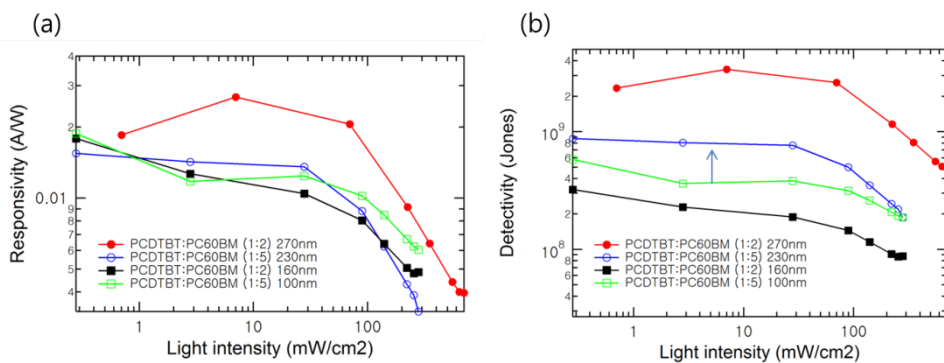 (a)
4
3
2
0.01
8
7
6
5
4
Responsivity (A/W)
PCDTBT:PC60BM (1:2) 270nm
PCDTBT:PC60BM (1:5) 230nm
PCDTBT:PC60BM (1:2) 160nm
PCDTBT:PC60BM (1:5) 100nm
1 10 100
Light intensity (mW/cm2)
(b)
4
2
10⁹
8
6
4
2
10⁸
8
6
4
Detectivity (Jones)
PCDTBT:PC60BM (1:2) 270nm
PCDTBT:PC60BM (1:5) 230nm
PCDTBT:PC60BM (1:2) 160nm
PCDTBT:PC60BM (1:5) 100nm
1 10 100
Light intensity (mW/cm2)